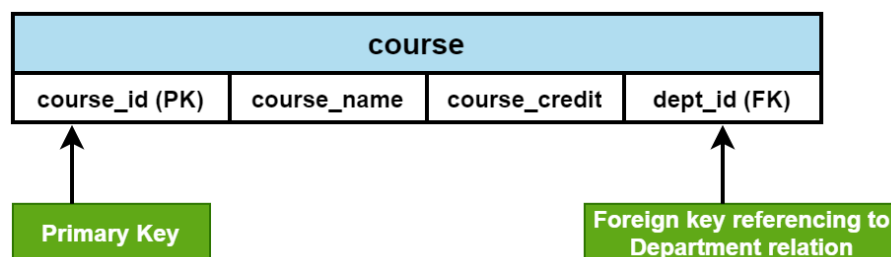 course
course_id (PK) course_name course_credit dept_id (FK)
Primary Key
Foreign key referencing to
Department relation